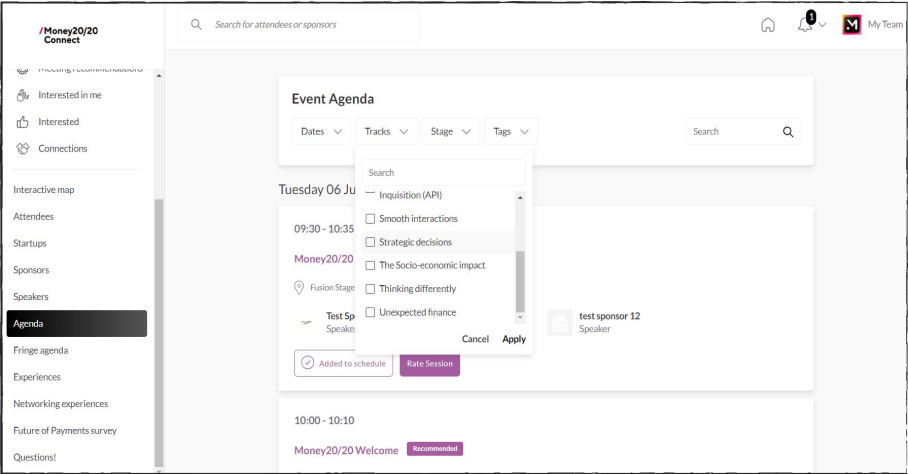 /Money20/20
Connect
Search for attendees or sponsors
1
My Team
Meeting recommendations
Interested in me
Interested
Connections
Interactive map
Attendees
Startups
Sponsors
Speakers
Agenda
Fringe agenda
Experiences
Networking experiences
Future of Payments survey
Questions!
Event Agenda
Dates
Tracks
Stage
Tags
Search
Search
Inquisition (API)
Smooth interactions
Strategic decisions
The Socio-economic impact
Thinking differently
Unexpected finance
Cancel Apply
Tuesday 06 Ju
09:30 - 10:35
Money20/20
Fusion Stage
Test Sp
Speake
test sponsor 12
Speaker
Added to schedule
Rate Session
10:00 - 10:10
Money20/20 Welcome
Recommended